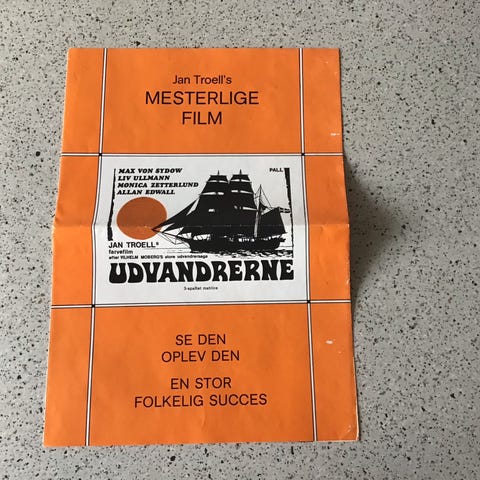 Jan Troell's
MESTERLIGE
FILM
MAX VON SYDOW
LIV ULLMANN
MONICA ZETTERLUND
ALLAN EDWALL
PALL
JAN TROELLS
farvefilm
efter VILHELM MOBERG'S store udvandrersaga
UDVANDRERNE
3-spaltet matrice
SE DEN
OPLEV DEN
EN STOR
FOLKELIG SUCCES